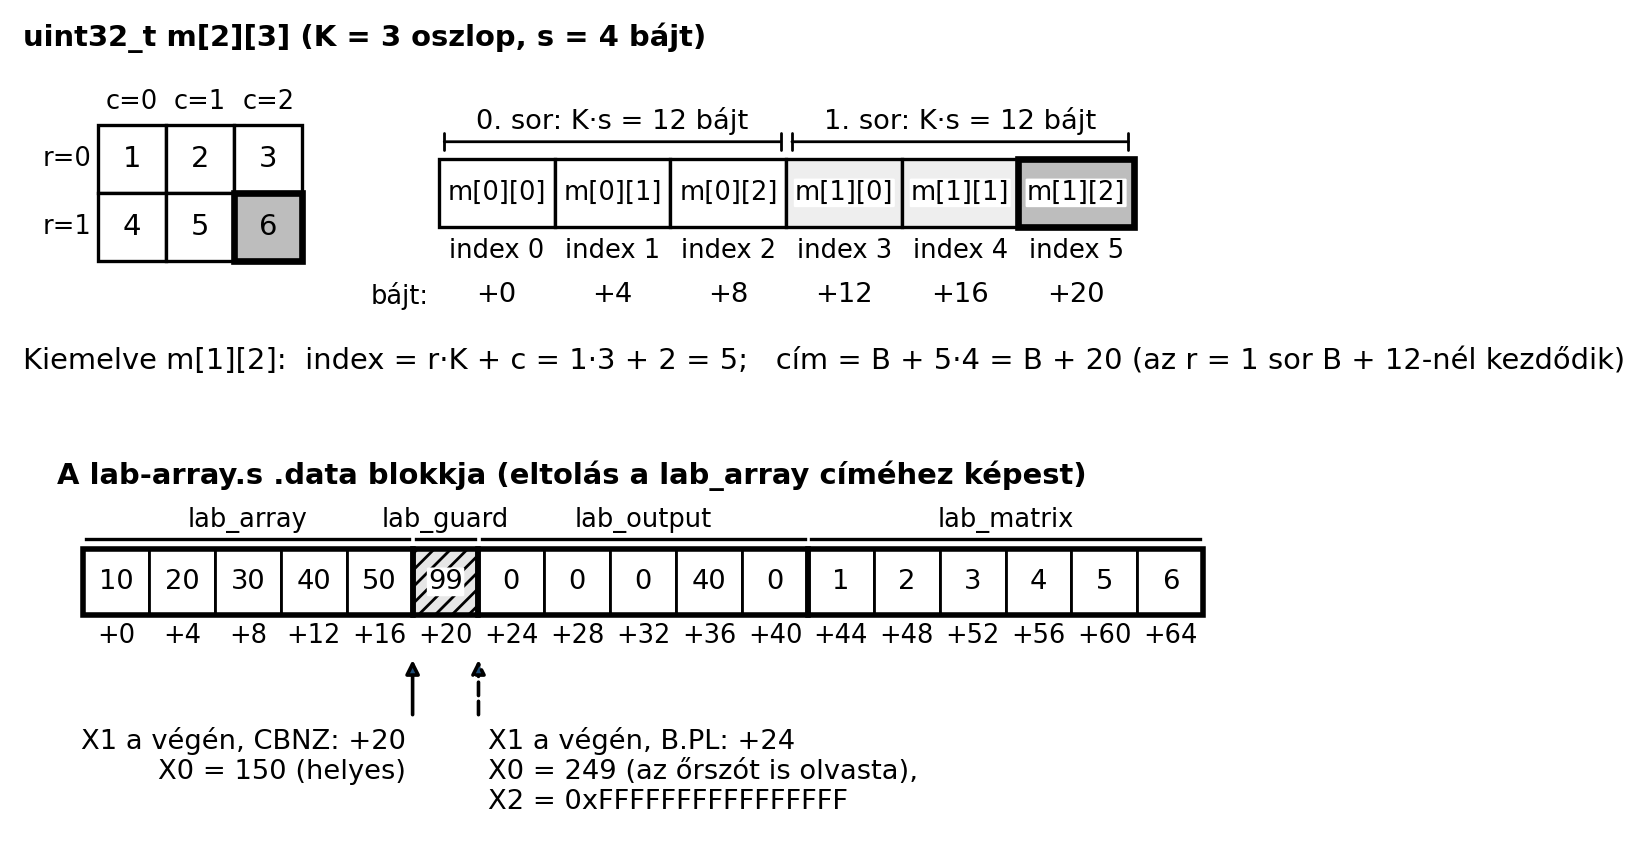 uint32_t m[2][3] (K = 3 oszlop, s = 4 bájt)
c=0 c=1 c=2
r=0 1 2 3
r=1 4 5 6
0. sor: K·s = 12 bájt 1. sor: K·s = 12 bájt
m[0][0] m[0][1] m[0][2] m[1][0] m[1][1] m[1][2]
index 0 index 1 index 2 index 3 index 4 index 5
bájt: +0 +4 +8 +12 +16 +20
Kiemelve m[1][2]: index = r·K + c = 1·3 + 2 = 5; cím = B + 5·4 = B + 20 (az r = 1 sor B + 12-nél kezdődik)
A lab-array.s .data blokkja (eltolás a lab_array címéhez képest)
lab_array lab_guard lab_output lab_matrix
10 20 30 40 50 99 0 0 0 40 0 1 2 3 4 5 6
+0 +4 +8 +12 +16 +20 +24 +28 +32 +36 +40 +44 +48 +52 +56 +60 +64
X1 a végén, CBNZ: +20
X0 = 150 (helyes)
X1 a végén, B.PL: +24
X0 = 249 (az őrszót is olvasta),
X2 = 0xFFFFFFFFFFFFFFFF